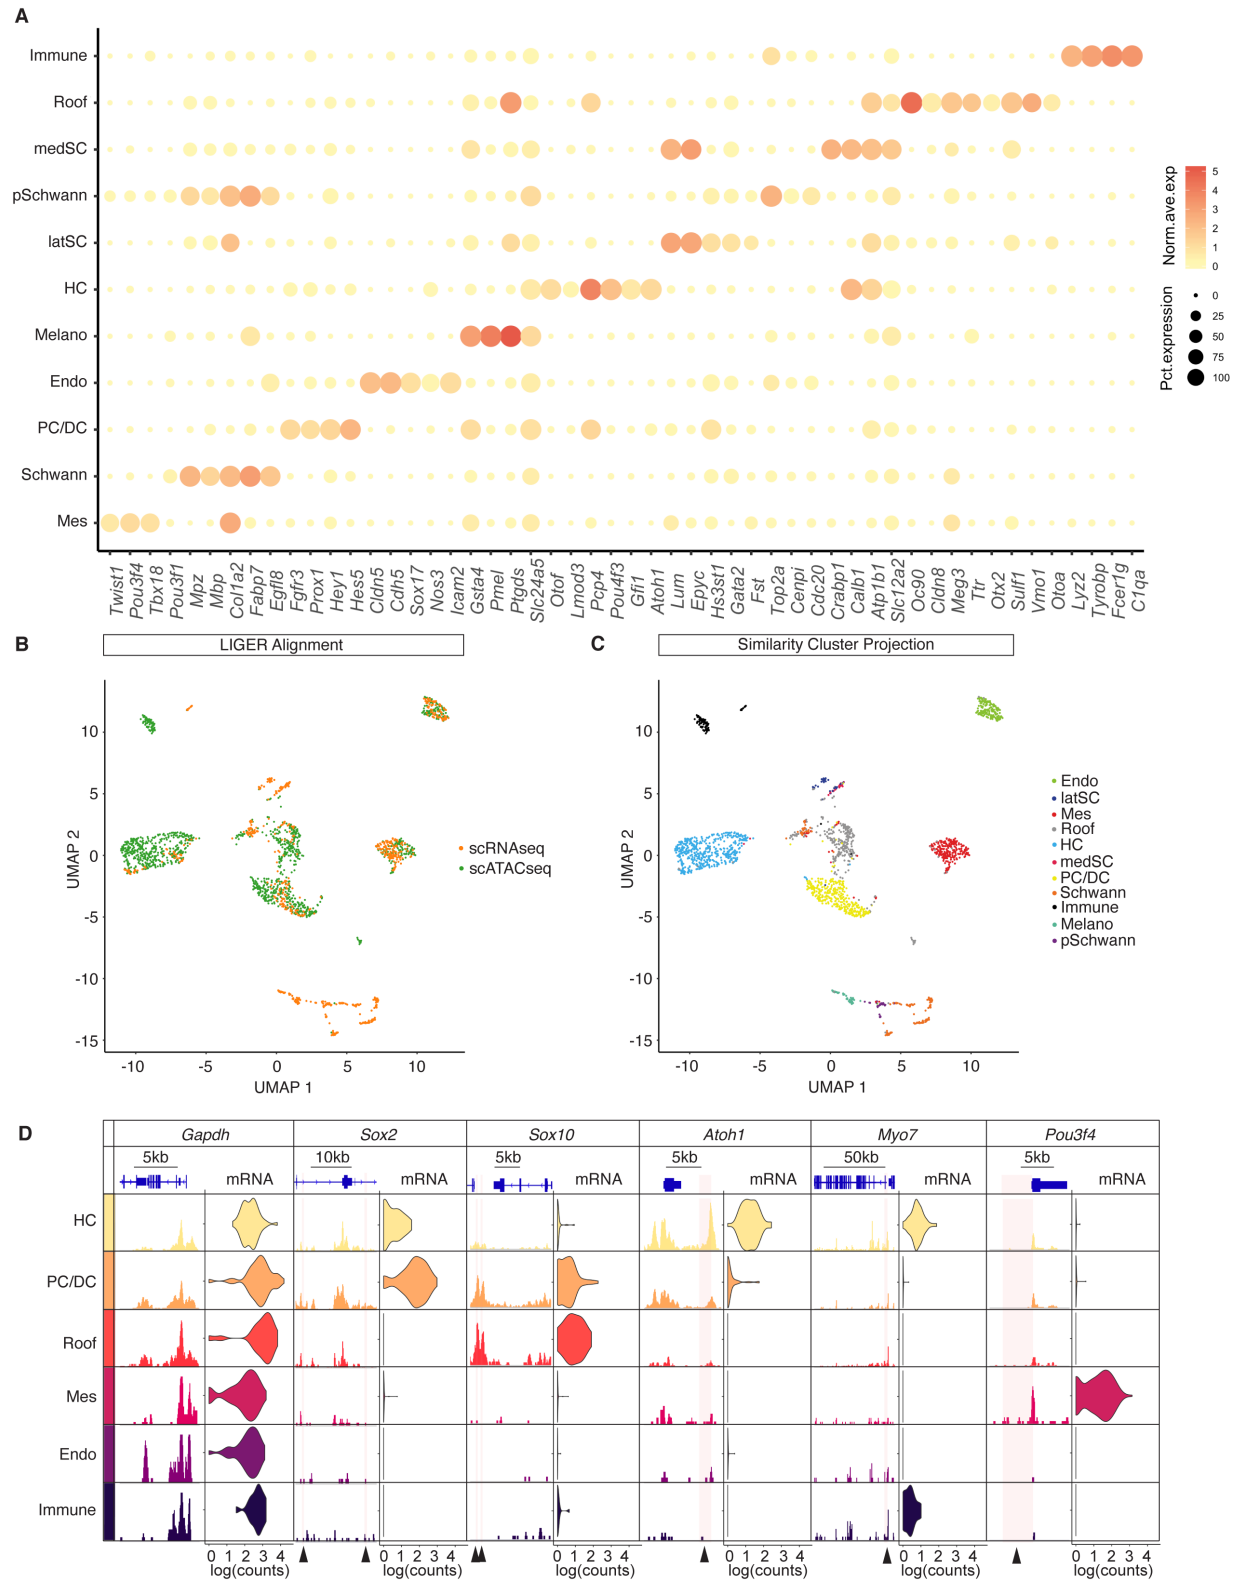 A
Immune
Roof
medSC
pSchwann
latSC
HC
Melano
Endo
PC/DC
Schwann
Mes
Twist1 Pou3f4 Tbx18 Pou3f1 Mpz Mbp Col1a2 Fabp7 Egfl8 Fgfr3 Prox1 Hey1 Hes5 Cldn5 Cdh5 Sox17 Nos3 Icam2 Gsta4 Pmel Ptgds Slc24a5 Otof Lmod3 Pcp4 Pou4f3 Gfi1 Atoh1 Lum Epyc Hs3st1 Gata2 Fst Top2a Cenpi Cdc20 Crabp1 Calb1 Atp1b1 Slc12a2 Oc90 Cldn8 Meg3 Ttr Otx2 Sulf1 Vmo1 Otoa Lyz2 Tyrobp Fcer1g C1qa
Norm.ave.exp
5
4
3
2
1
0
Pct.expression
0
25
50
75
100
B
LIGER Alignment
UMAP 2
10
5
0
-5
-10
-15
-10 -5 0 5 10
UMAP 1
scRNAseq
scATACseq
C
Similarity Cluster Projection
UMAP 2
10
5
0
-5
-10
-15
-10 -5 0 5 10
UMAP 1
Endo
latSC
Mes
Roof
HC
medSC
PC/DC
Schwann
Immune
Melano
pSchwann
D
Gapdh Sox2 Sox10 Atoh1 Myo7 Pou3f4
5kb 10kb 5kb 5kb 50kb 5kb
mRNA mRNA mRNA mRNA mRNA mRNA
HC
PC/DC
Roof
Mes
Endo
Immune
0 1 2 3 4 0 1 2 3 4 0 1 2 3 4 0 1 2 3 4 0 1 2 3 4 0 1 2 3 4
log(counts) log(counts) log(counts) log(counts) log(counts) log(counts)